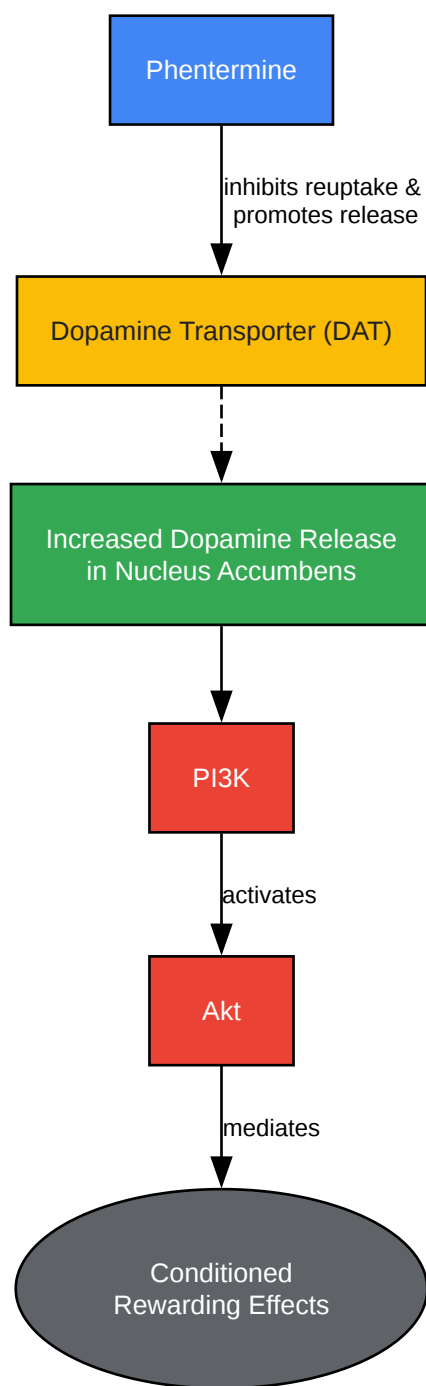 Phentermine
inhibits reuptake &
promotes release
Dopamine Transporter (DAT)
Increased Dopamine Release
in Nucleus Accumbens
PI3K
activates
Akt
mediates
Conditioned
Rewarding Effects